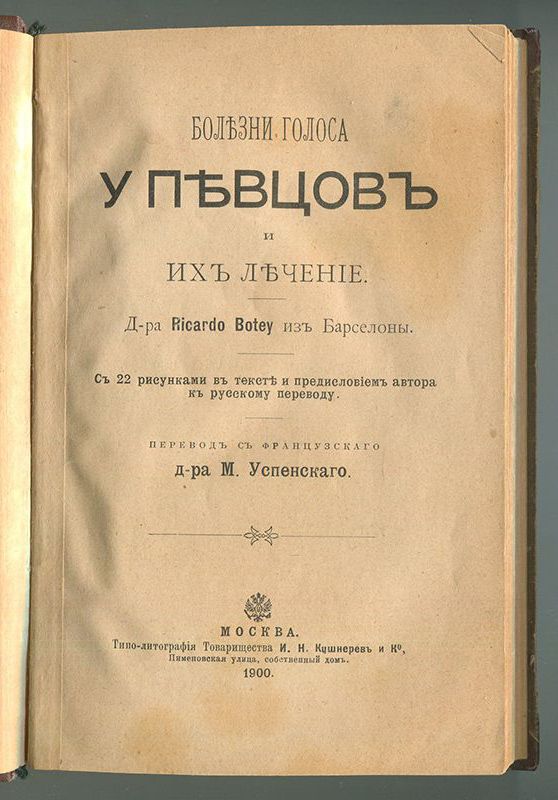 БОЛѢЗНИ ГОЛОСА
У ПѢВЦОВЪ
И
ИХЪ ЛѢЧЕНІЕ.
Д-ра Ricardo Botey изъ Барселоны.
Съ 22 рисунками въ текстѣ и предисловіемъ автора
къ русскому переводу.
ПЕРЕВОДЪ СЪ ФРАНЦУЗСКАГО
д-ра М. Успенскаго.
МОСКВА.
Типо-литографія Товарищества И. Н. Кушнеревъ и Ко,
Пименовская улица, собственный домъ.
1900.